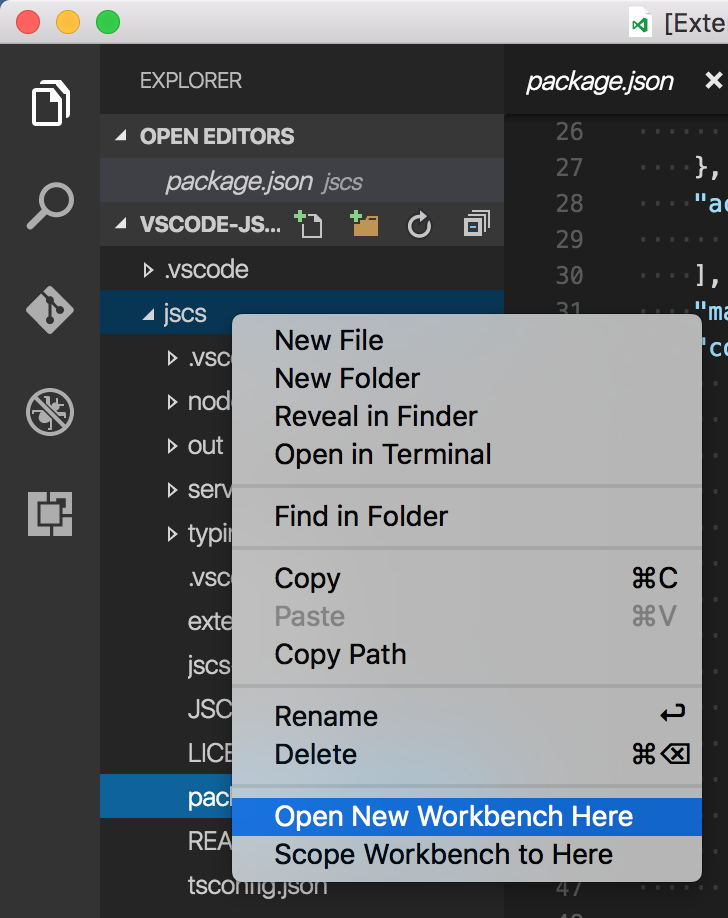 [Exte
EXPLORER
OPEN EDITORS
package.json jscs
VSCODE-JS...
.vscode
jscs
.vsc
node
out
serv
typin
.vsc
exte
jscs
JSC
LICE
pac
REA
tsconfig.json
New File
New Folder
Reveal in Finder
Open in Terminal
Find in Folder
Copy ⌘C
Paste ⌘V
Copy Path
Rename ↩
Delete ⌘⌫
Open New Workbench Here
Scope Workbench to Here
package.json ×
26
27 },
28 "ac
29
30 ],
31 "ma
"co
47